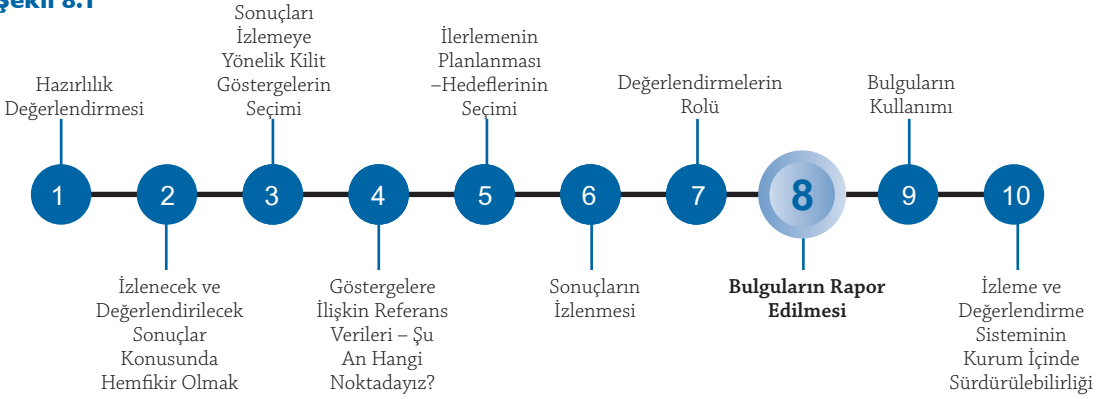 Şekil 8.1
Hazırlılık
Değerlendirmesi
Sonuçları
İzlemeye
Yönelik Kilit
Göstergelerin
Seçimi
İlerlemenin
Planlanması
–Hedeflerinin
Seçimi
Değerlendirmelerin
Rolü
Bulguların
Kullanımı
1
2
3
4
5
6
7
8
9
10
İzlenecek ve
Değerlendirilecek
Sonuçlar
Konusunda
Hemfikir Olmak
Göstergelere
İlişkin Referans
Verileri – Şu
An Hangi
Noktadayız?
Sonuçların
İzlenmesi
Bulguların Rapor
Edilmesi
İzleme ve
Değerlendirme
Sisteminin
Kurum İçinde
Sürdürülebilirliği